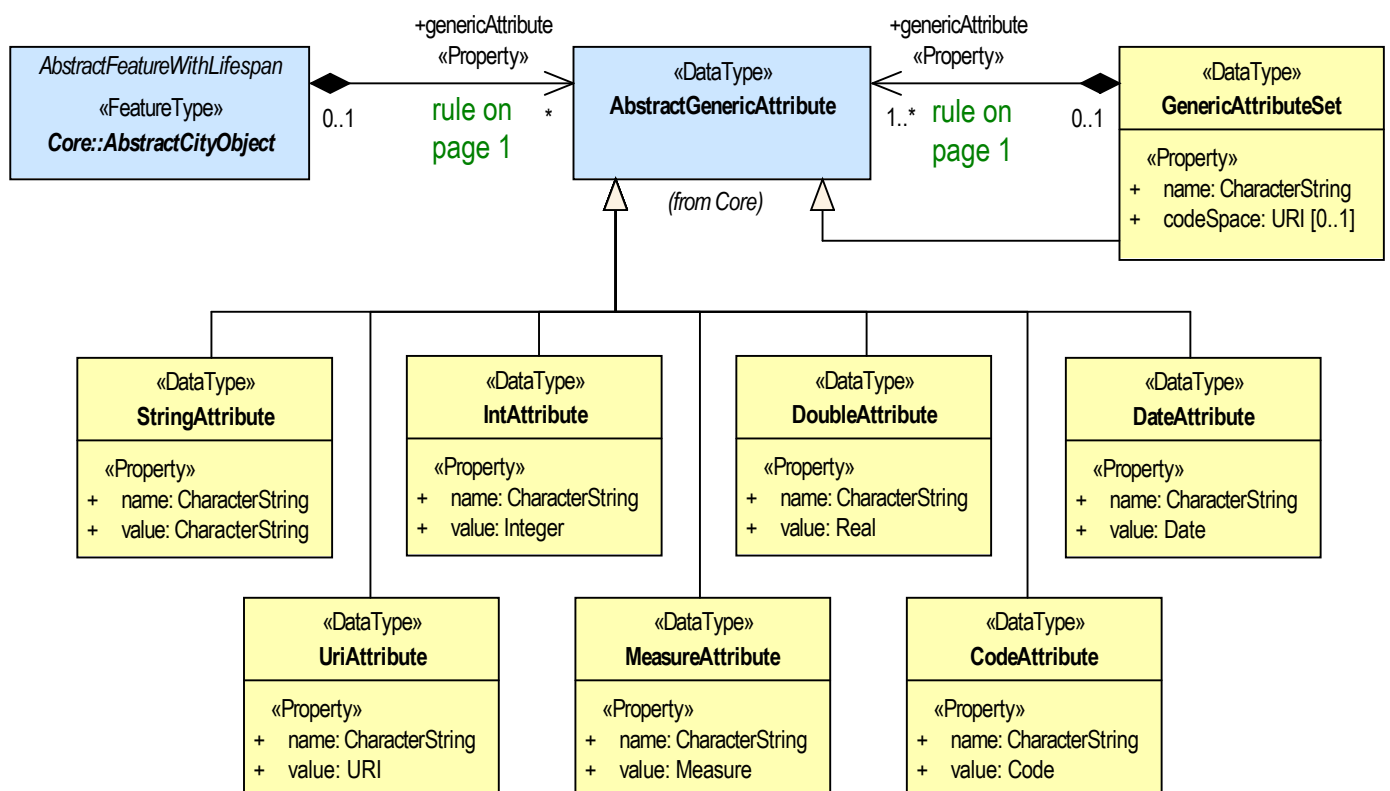 +genericAttribute
«Property»
+genericAttribute
«Property»
AbstractFeatureWithLifespan
«FeatureType»
Core::AbstractCityObject
0..1
rule on
page 1
*
«DataType»
AbstractGenericAttribute
(from Core)
1..*
rule on
page 1
0..1
«DataType»
GenericAttributeSet
«Property»
+ name: CharacterString
+ codeSpace: URI [0..1]
«DataType»
StringAttribute
«Property»
+ name: CharacterString
+ value: CharacterString
«DataType»
IntAttribute
«Property»
+ name: CharacterString
+ value: Integer
«DataType»
DoubleAttribute
«Property»
+ name: CharacterString
+ value: Real
«DataType»
DateAttribute
«Property»
+ name: CharacterString
+ value: Date
«DataType»
UriAttribute
«Property»
+ name: CharacterString
+ value: URI
«DataType»
MeasureAttribute
«Property»
+ name: CharacterString
+ value: Measure
«DataType»
CodeAttribute
«Property»
+ name: CharacterString
+ value: Code